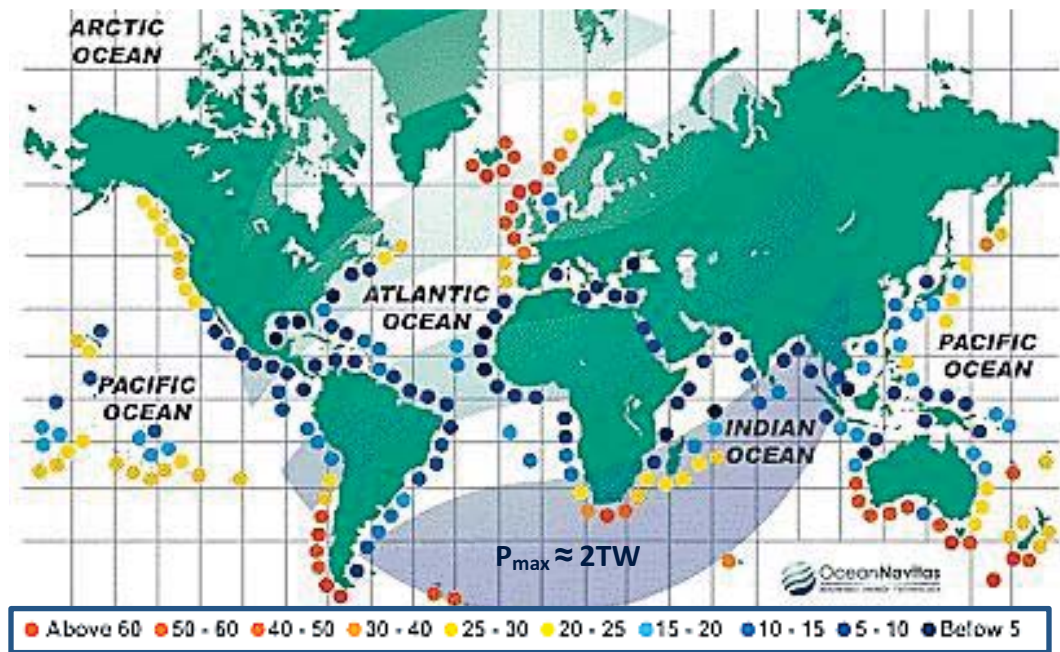 ARCTIC
OCEAN
ATLANTIC
OCEAN
PACIFIC
OCEAN
PACIFIC
OCEAN
INDIAN
OCEAN
Pmax ≈ 2TW
OceanNavitas
Above 60 50 - 60 40 - 50 30 - 40 25 - 30 20 - 25 15 - 20 10 - 15 5 - 10 Below 5